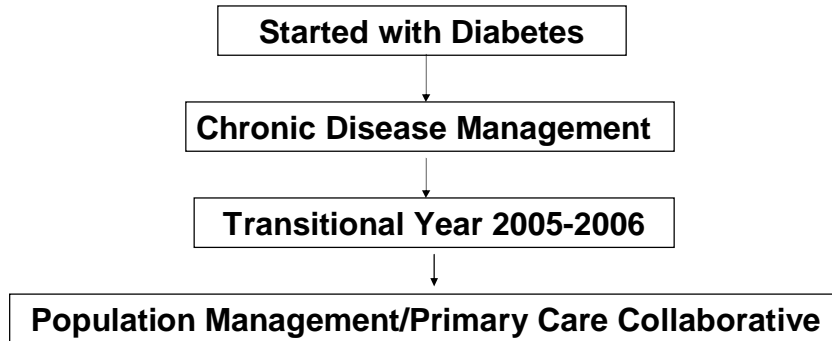 Started with Diabetes
Chronic Disease Management
Transitional Year 2005-2006
Population Management/Primary Care Collaborative